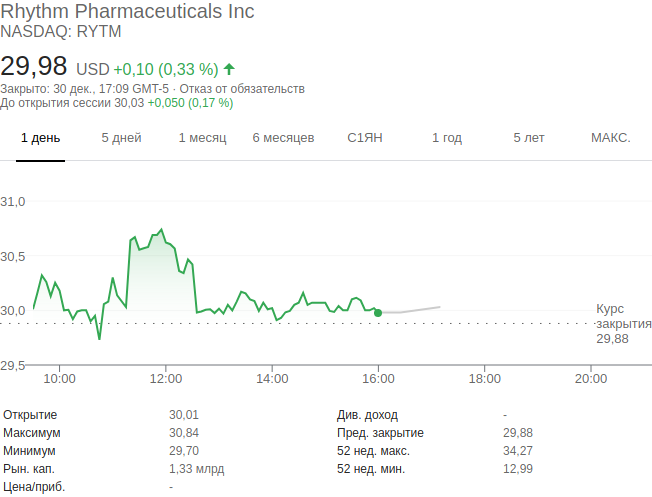 Rhythm Pharmaceuticals Inc
NASDAQ: RYTM
29,98 USD +0,10 (0,33 %)
Закрыто: 30 дек., 17:09 GMT-5 · Отказ от обязательств
До открытия сессии 30,03 +0,050 (0,17 %)
1 день 5 дней 1 месяц 6 месяцев С1ЯН 1 год 5 лет МАКС.
31,0
30,5
30,0
Курс
закрытия
29,88
29,5
10:00 12:00 14:00 16:00 18:00 20:00
Открытие 30,01 Див. доход -
Максимум 30,84 Пред. закрытие 29,88
Минимум 29,70 52 нед. макс. 34,27
Рын. кап. 1,33 млрд 52 нед. мин. 12,99
Цена/приб. -